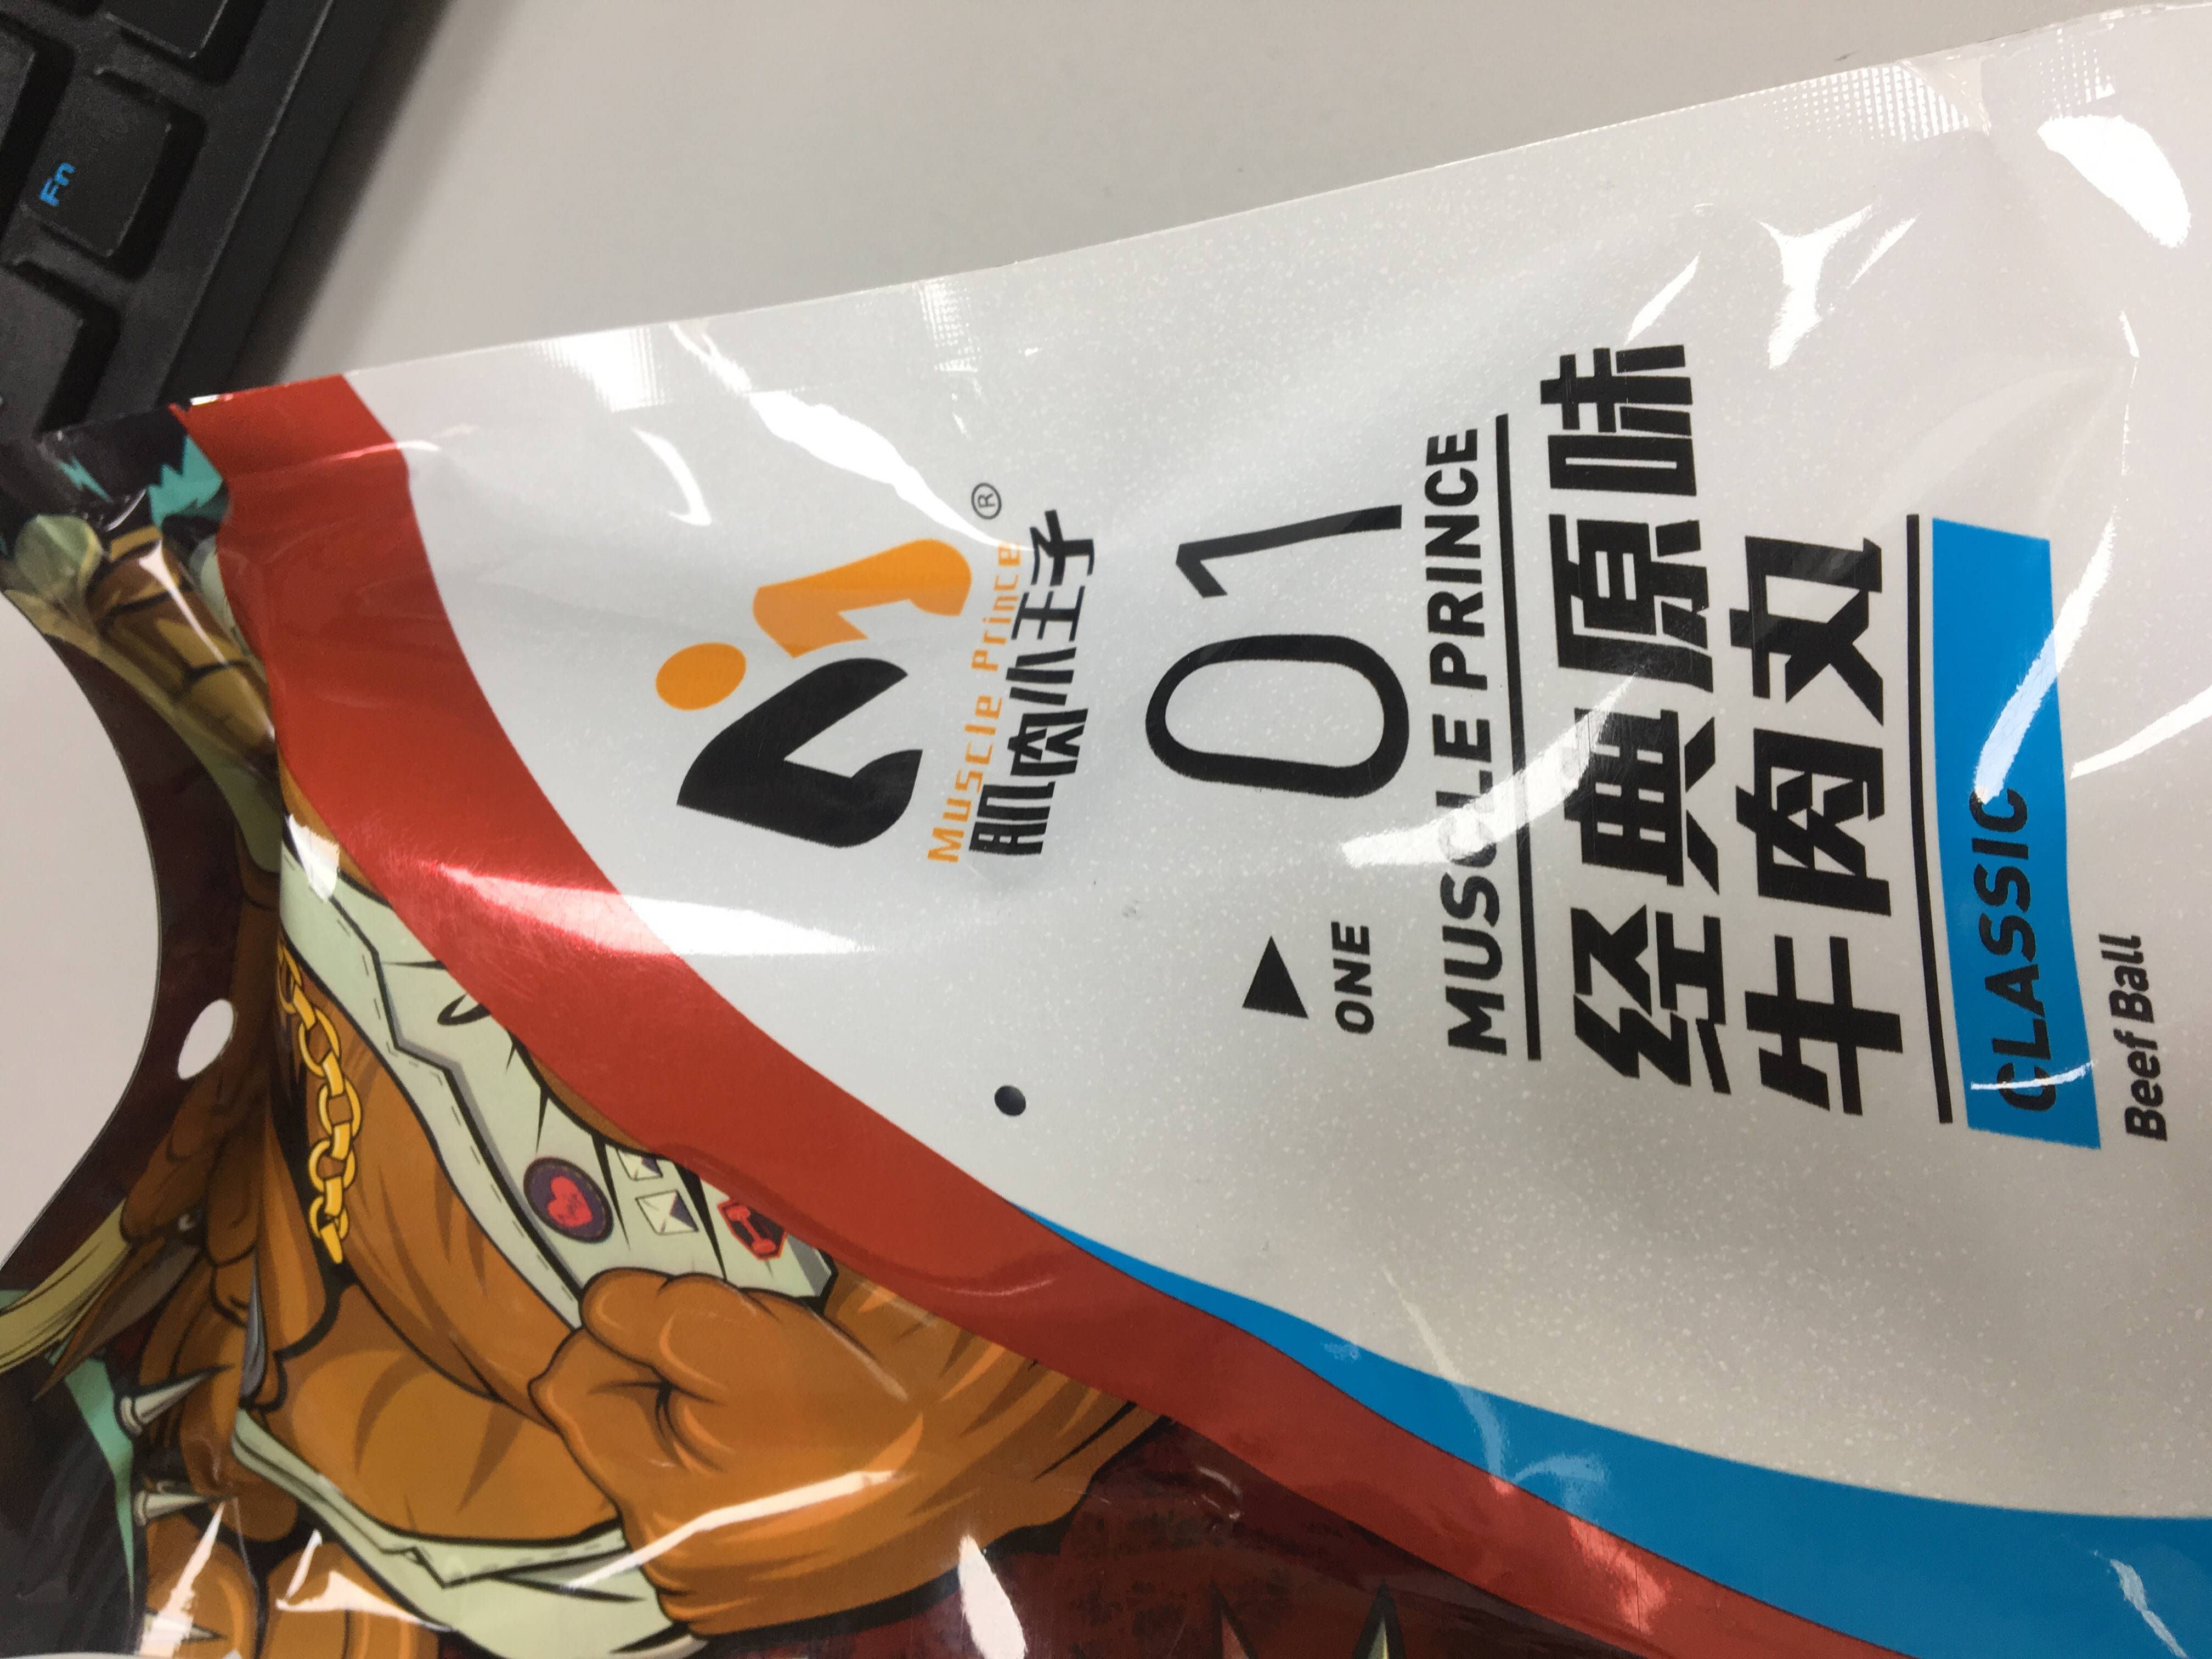 Fn
Muscle Prince ®
肌肉小王子
01
ONE
MUSCLE PRINCE
经典原味
牛肉丸
CLASSIC
Beef Ball